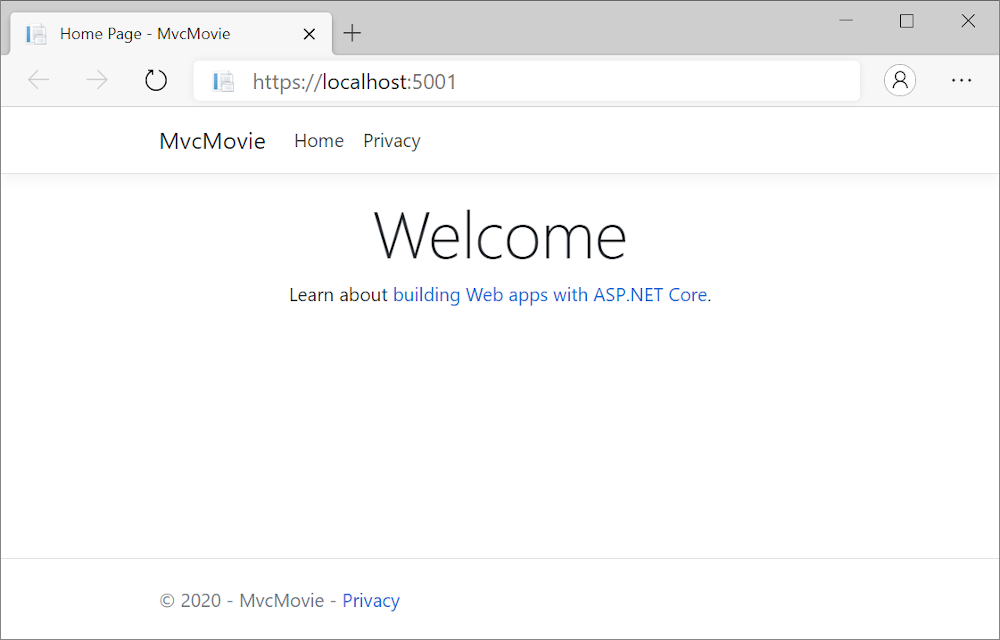 Home Page - MvcMovie
https://localhost:5001
MvcMovie Home Privacy
Welcome
Learn about building Web apps with ASP.NET Core.
© 2020 - MvcMovie - Privacy